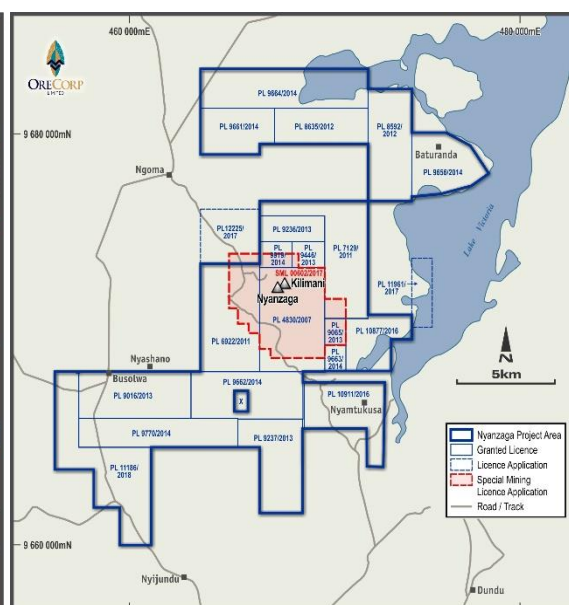 460 000mE
480 000mE
ORECORP
LIMITED
9 680 000mN
PL 9664/2014
PL 9661/2014
PL 8635/2012
PL 8592/
2012
Baturanda
PL 9656/2014
Ngoma
PL12225/
2017
PL 9236/2013
PL 9446/
2013
PL 7129/
2011
Lake Victoria
PL 11961/
2017
SML 00602/2017
Kilimani
Nyanzaga
PL 4830/2007
PL 6922/2011
PL
9065/
2013
PL 10877/2016
PL
9663/
2014
N
5km
Nyashano
Busolwa
PL 9016/2013
PL 9662/2014
X
PL 10911/2016
Nyamtukusa
PL 9770/2014
PL 9237/2013
PL 11186/
2018
Nyanzaga Project Area
Granted Licence
Licence Application
Special Mining
Licence Application
Road / Track
9 660 000mN
Nyijundu
Dundu